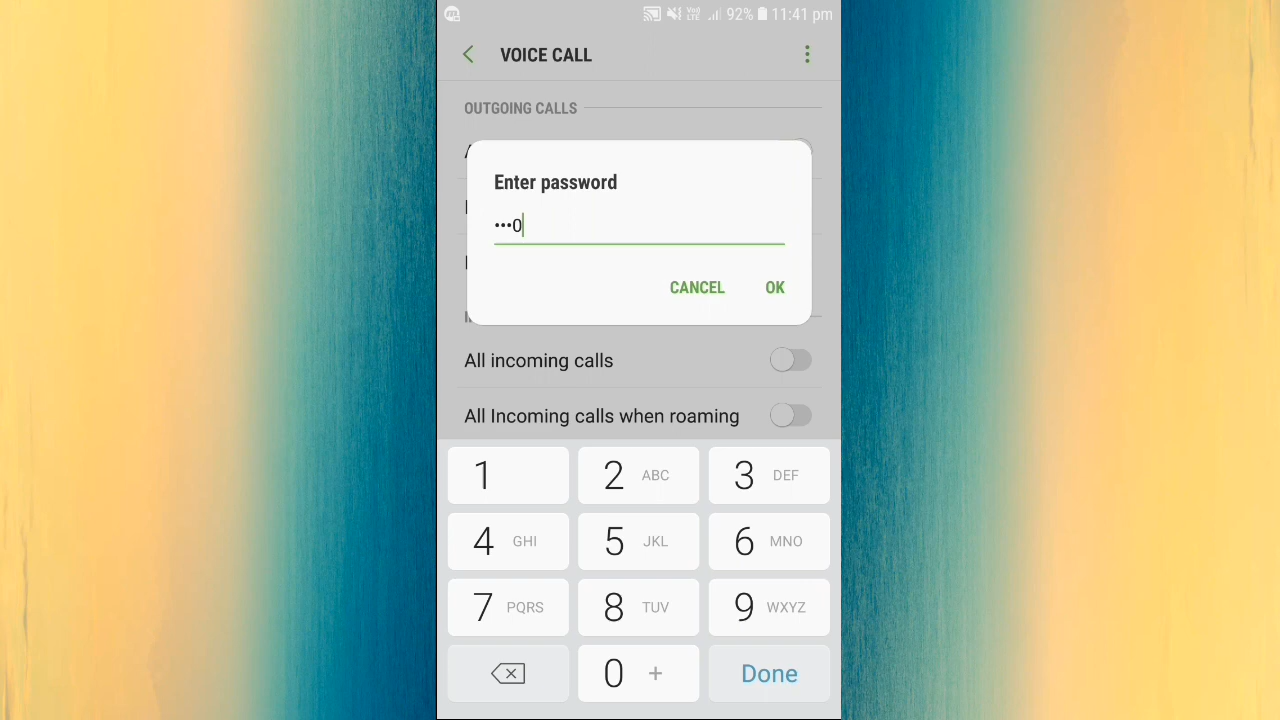 92% 11:41 pm
VOICE CALL
OUTGOING CALLS
Enter password
•••0
CANCEL OK
All incoming calls
All Incoming calls when roaming
1 2 ABC 3 DEF
4 GHI 5 JKL 6 MNO
7 PQRS 8 TUV 9 WXYZ
0 + Done